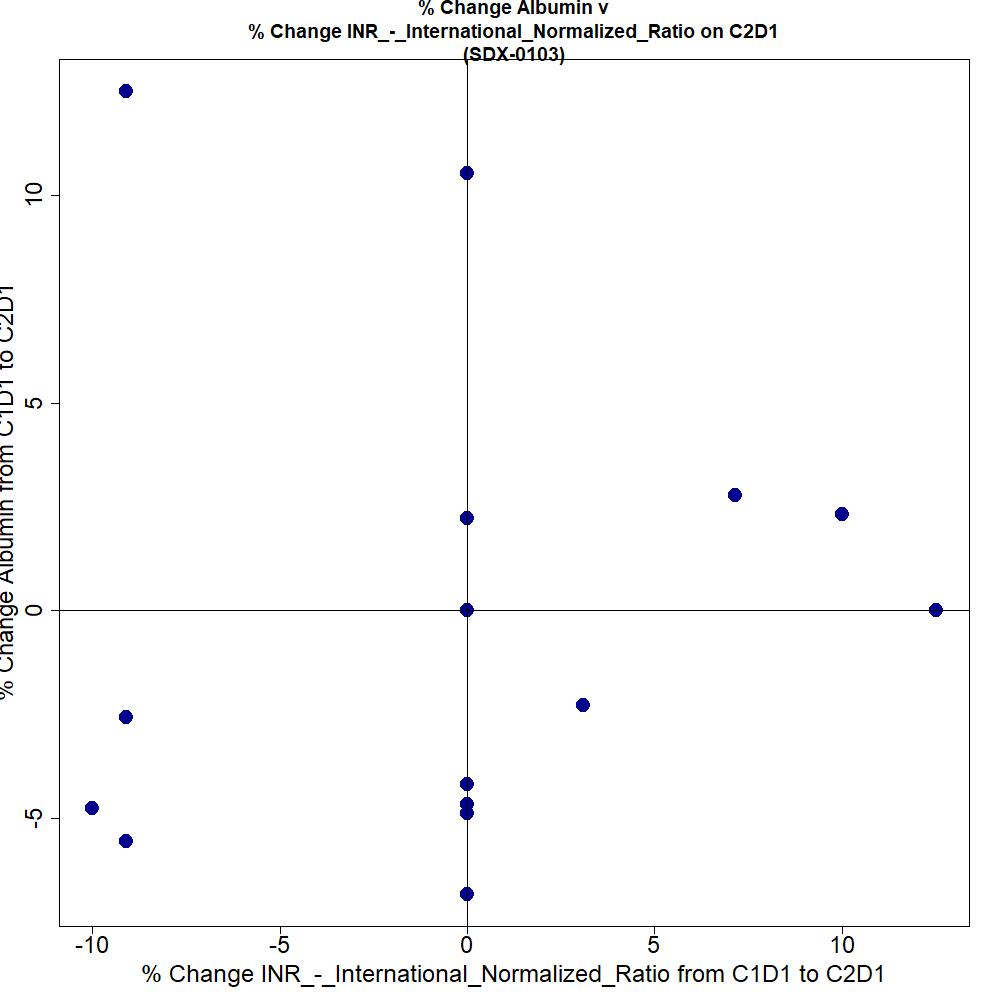 % Change Albumin v
% Change INR_-_International_Normalized_Ratio on C2D1
(SDX-0103)
% Change Albumin from C1D1 to C2D1
10
5
0
-5
-10
-5
0
5
10
% Change INR_-_International_Normalized_Ratio from C1D1 to C2D1